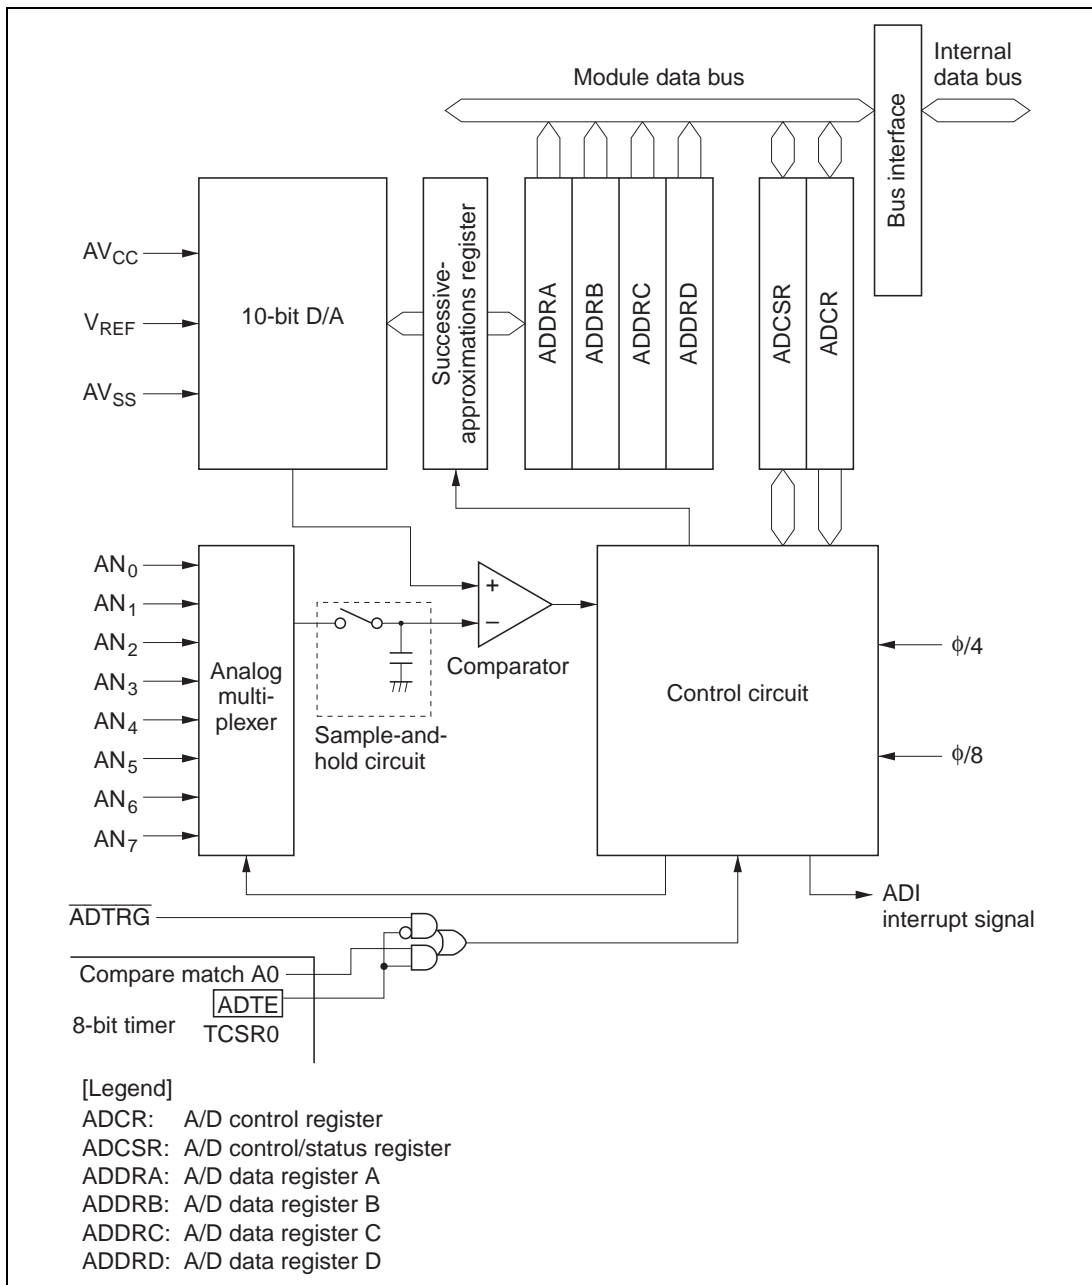 Module data bus
Internal
data bus
Bus interface
AVCC
VREF
AVSS
10-bit D/A
Successive-
approximations register
ADDRA
ADDRB
ADDRC
ADDRD
ADCSR
ADCR
AN0
AN1
AN2
AN3
AN4
AN5
AN6
AN7
Analog
multi-
plexer
+
−
Comparator
Sample-and-
hold circuit
Control circuit
ϕ/4
ϕ/8
ADI
interrupt signal
ADTRG
Compare match A0
ADTE
8-bit timer
TCSR0
[Legend]
ADCR: A/D control register
ADCSR: A/D control/status register
ADDRA: A/D data register A
ADDRB: A/D data register B
ADDRC: A/D data register C
ADDRD: A/D data register D